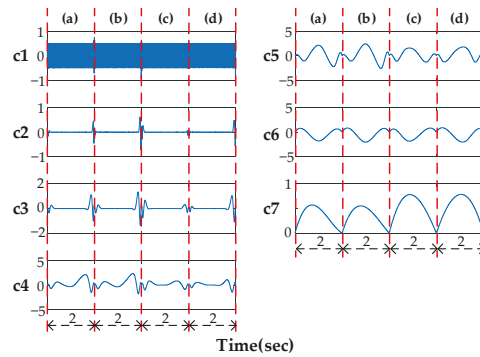 (a) (b) (c) (d)
c1 1 0 −1
c2 1 0 −1
c3 2 0 −2
c4 5 0 −5
2 2 2 2
(a) (b) (c) (d)
c5 5 0 −5
c6 5 0 −5
c7 1 0
2 2 2 2
Time(sec)